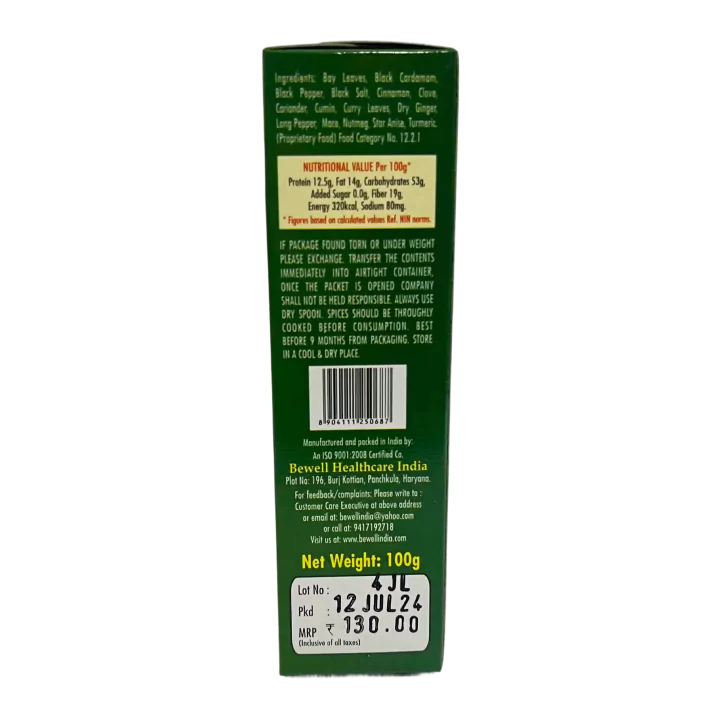 Ingredients: Bay Leaves, Black Cardamom,
Black Pepper, Black Salt, Cinnamon, Clove,
Coriander, Cumin, Curry Leaves, Dry Ginger,
Long Pepper, Mace, Nutmeg, Star Anise, Turmeric.
(Proprietary Food) Food Category No. 12.2.1
NUTRITIONAL VALUE Per 100g*
Protein 12.5g, Fat 14g, Carbohydrates 53g,
Added Sugar 0.0g, Fiber 19g,
Energy 320kcal, Sodium 80mg.
* Figures based on calculated values Ref. NIN norms.
IF PACKAGE FOUND TORN OR UNDER WEIGHT
PLEASE EXCHANGE. TRANSFER THE CONTENTS
IMMEDIATELY INTO AIRTIGHT CONTAINER,
ONCE THE PACKET IS OPENED COMPANY
SHALL NOT BE HELD RESPONSIBLE. ALWAYS USE
DRY SPOON. SPICES SHOULD BE THROUGHLY
COOKED BEFORE CONSUMPTION. BEST
BEFORE 9 MONTHS FROM PACKAGING. STORE
IN A COOL & DRY PLACE.
8 904111 250687
Manufactured and packed in India by:
An ISO 9001:2008 Certified Co.
Bewell Healthcare India
Plot No: 196, Burj Kottian, Panchkula, Haryana.
For feedback/complaints: Please write to :
Customer Care Executive at above address
or email at: bewellindia@yahoo.com
or call at: 9417192718
Visit us at: www.bewellindia.com
Net Weight: 100g
Lot No : 4 JL
Pkd : 12 JUL 24
MRP ₹ 130.00
(Inclusive of all taxes)